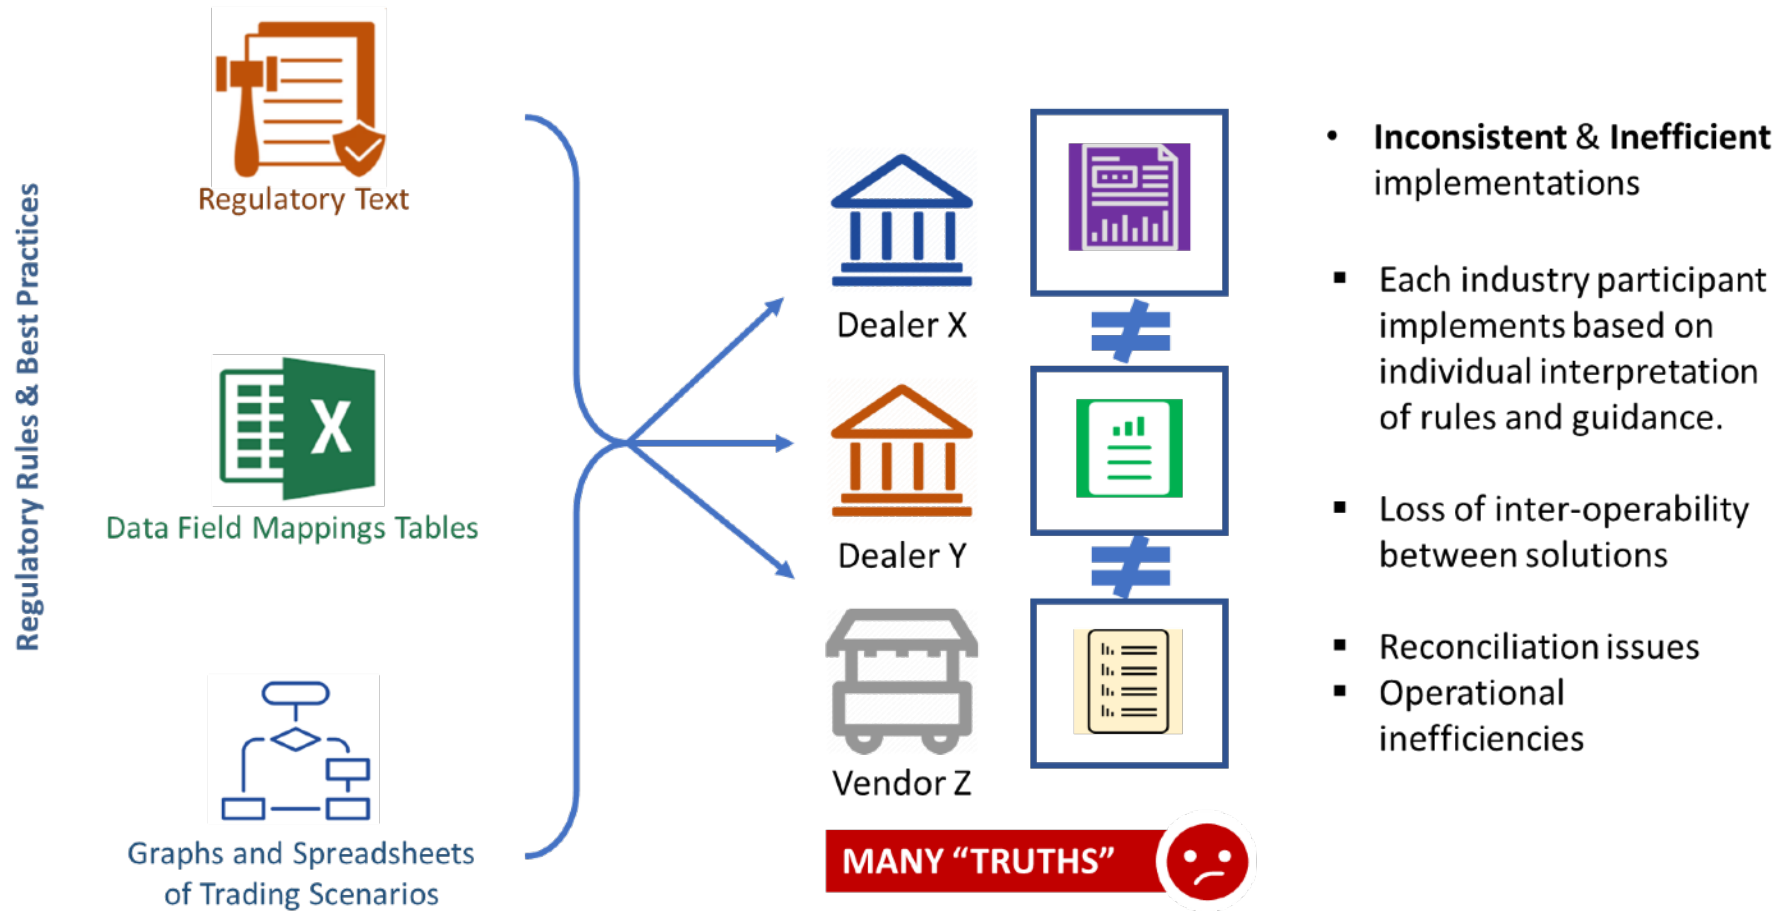 Regulatory Rules & Best Practices
Regulatory Text
Data Field Mappings Tables
Graphs and Spreadsheets
of Trading Scenarios
X
Dealer X
Dealer Y
Vendor Z
≠
≠
MANY “TRUTHS”
• Inconsistent & Inefficient
implementations
▪ Each industry participant
implements based on
individual interpretation
of rules and guidance.
▪ Loss of inter-operability
between solutions
▪ Reconciliation issues
▪ Operational
inefficiencies